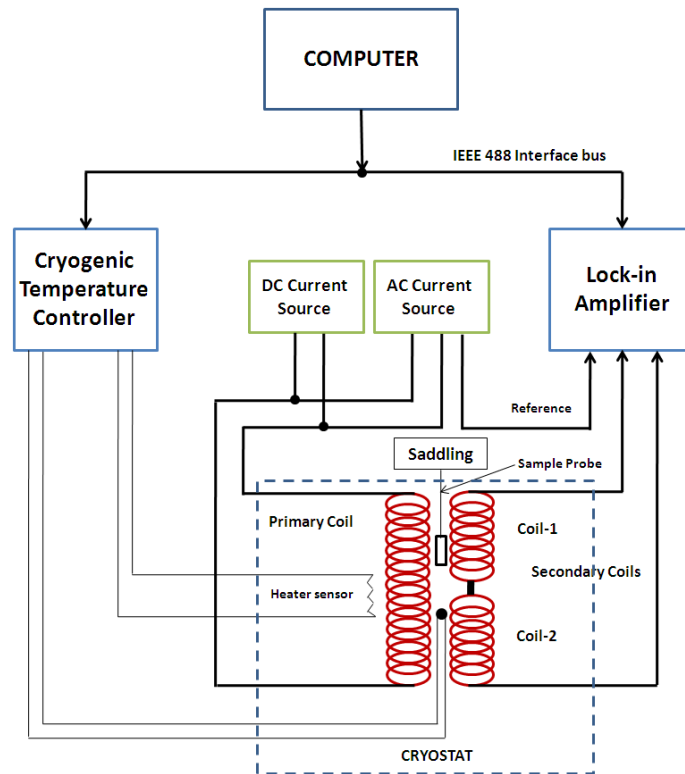 COMPUTER
IEEE 488 Interface bus
Cryogenic
Temperature
Controller
DC Current
Source
AC Current
Source
Lock-in
Amplifier
Reference
Saddling
Sample Probe
Primary Coil
Coil-1
Secondary Coils
Heater sensor
Coil-2
CRYOSTAT